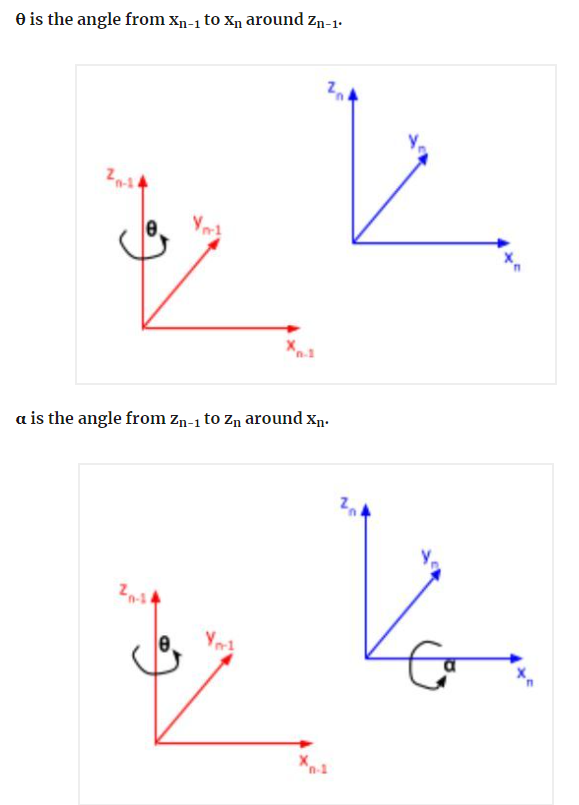 θ is the angle from xn-1 to xn around zn-1.
zn
yn
zn-1
θ
yn-1
xn
xn-1
α is the angle from zn-1 to zn around xn.
zn
yn
zn-1
θ
yn-1
α
xn
xn-1